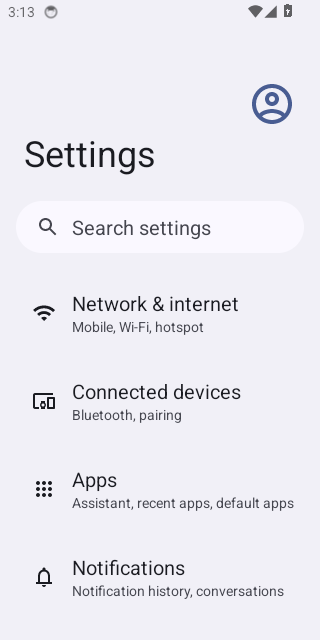 3:13
Settings
Search settings
Network & internet
Mobile, Wi-Fi, hotspot
Connected devices
Bluetooth, pairing
Apps
Assistant, recent apps, default apps
Notifications
Notification history, conversations